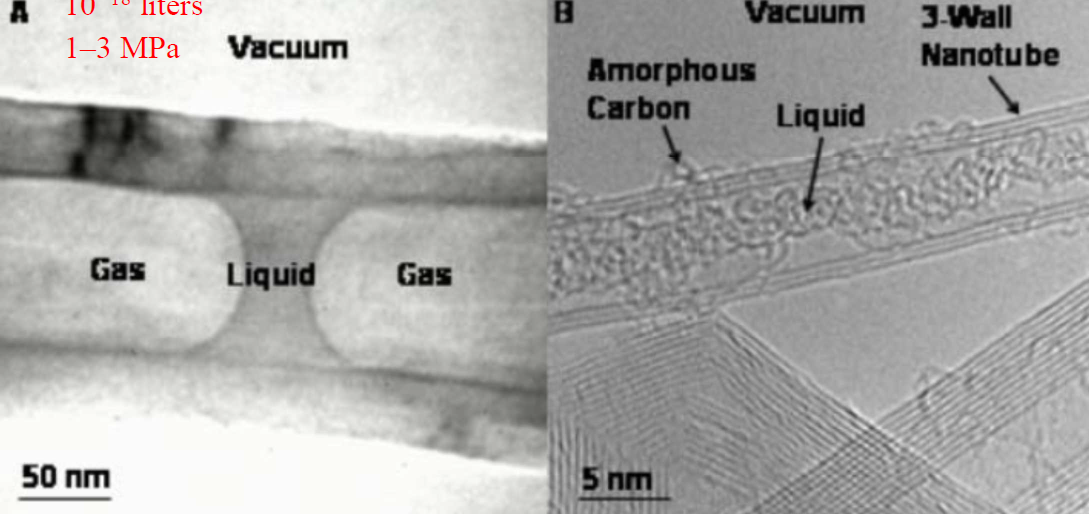 A
10⁻¹⁸ liters
1–3 MPa
Vacuum
Gas
Liquid
Gas
50 nm
B
Vacuum
3-Wall
Nanotube
Amorphous
Carbon
Liquid
5 nm